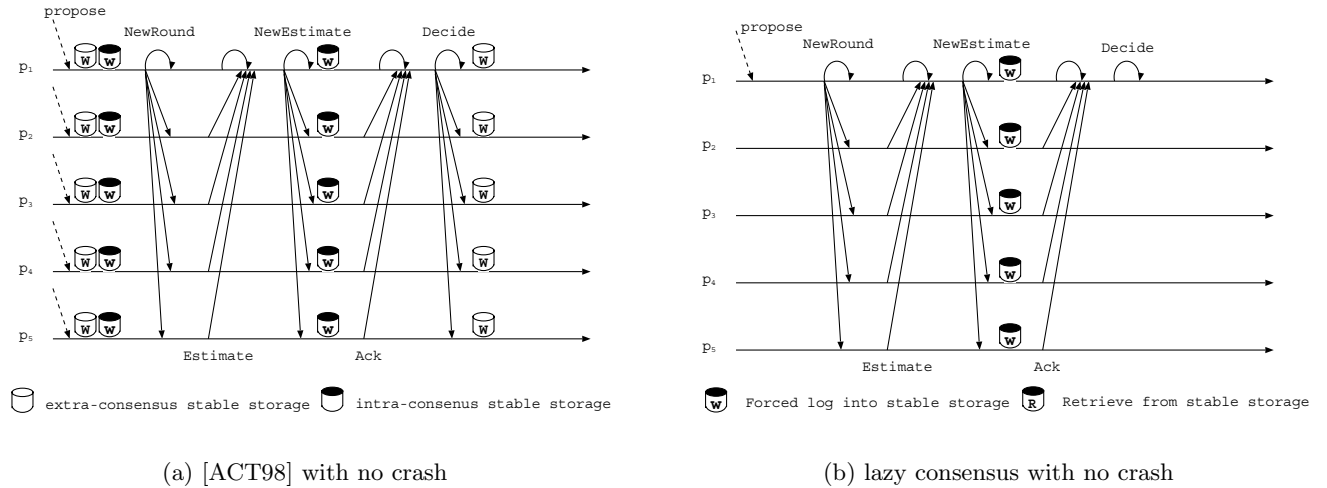 propose
NewRound NewEstimate Decide
W W W W
p₁
W W W W
p₂
W W W W
p₃
W W W W
p₄
W W W W
p₅
Estimate Ack
extra-consensus stable storage intra-consenus stable storage
(a) [ACT98] with no crash
propose
NewRound NewEstimate Decide
W
p₁
W
p₂
W
p₃
W
p₄
W
p₅
Estimate Ack
W Forced log into stable storage R Retrieve from stable storage
(b) lazy consensus with no crash